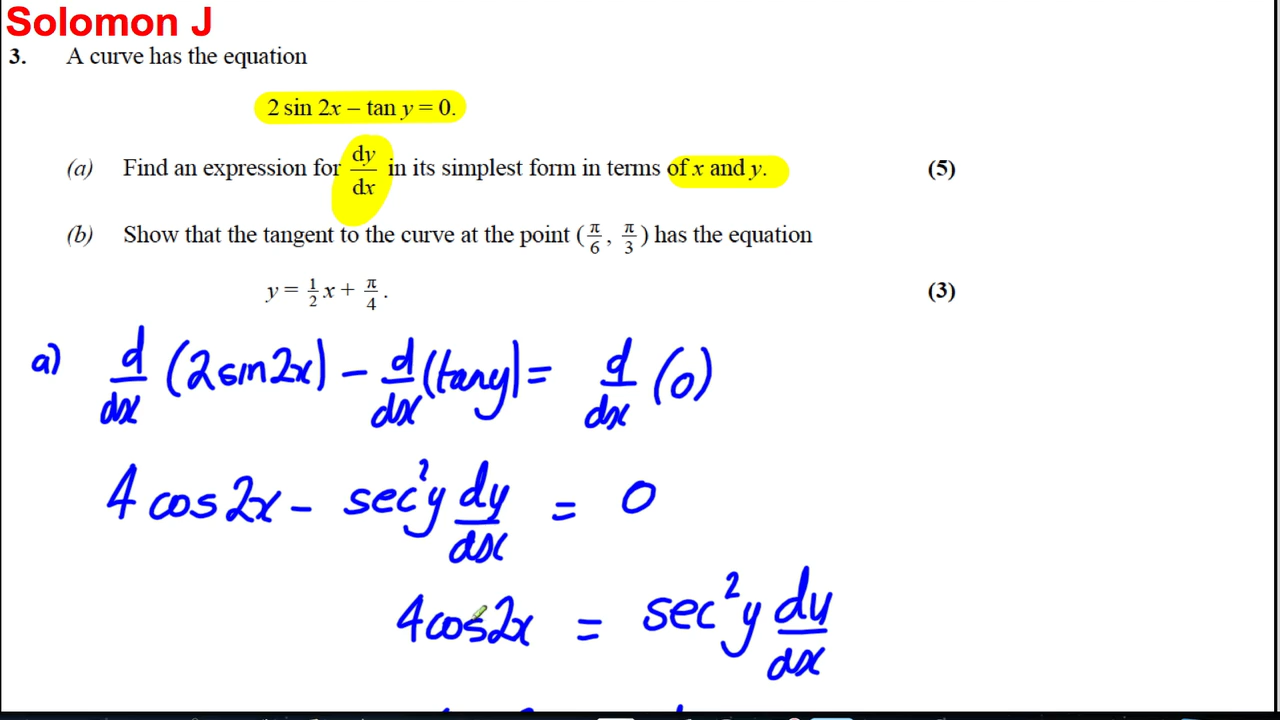 Solomon J
3. A curve has the equation
2 sin 2x – tan y = 0.
(a) Find an expression for dy/dx in its simplest form in terms of x and y. (5)
(b) Show that the tangent to the curve at the point (π/6, π/3) has the equation
y = 1/2 x + π/4. (3)
a) d/dx (2sin2x) – d/dx (tany) = d/dx (0)
4cos2x – sec²y dy/dx = 0
4cos2x = sec²y dy/dx